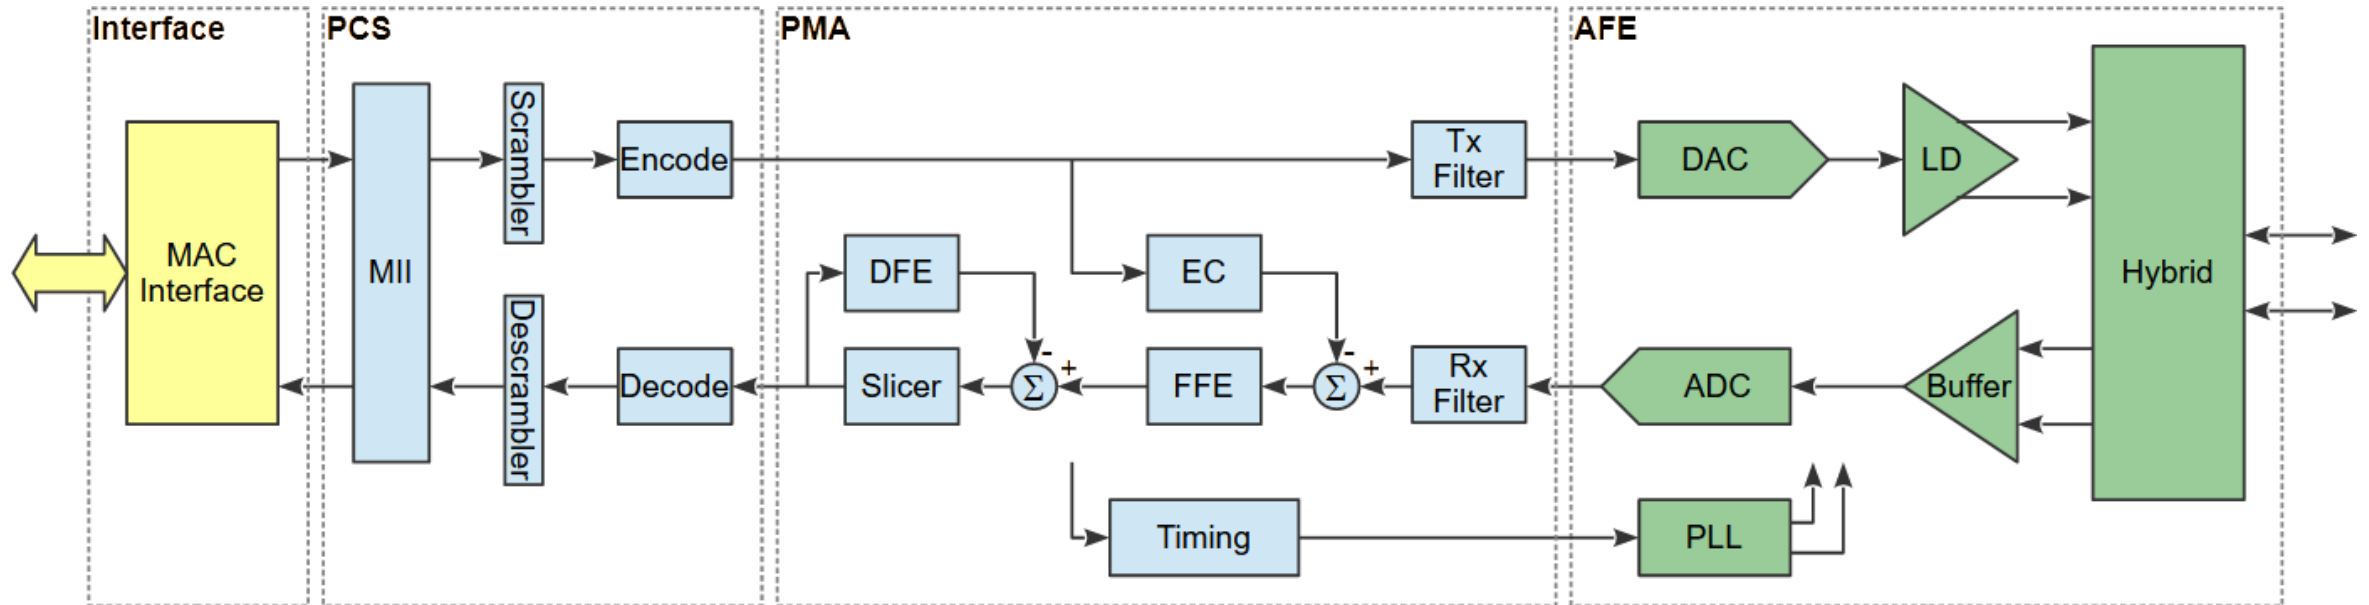 Interface
PCS
PMA
AFE
MAC
Interface
MII
Scrambler
Encode
Tx
Filter
DAC
LD
Hybrid
DFE
EC
Descrambler
Decode
Slicer
-
+
Σ
FFE
-
+
Σ
Rx
Filter
ADC
Buffer
Timing
PLL